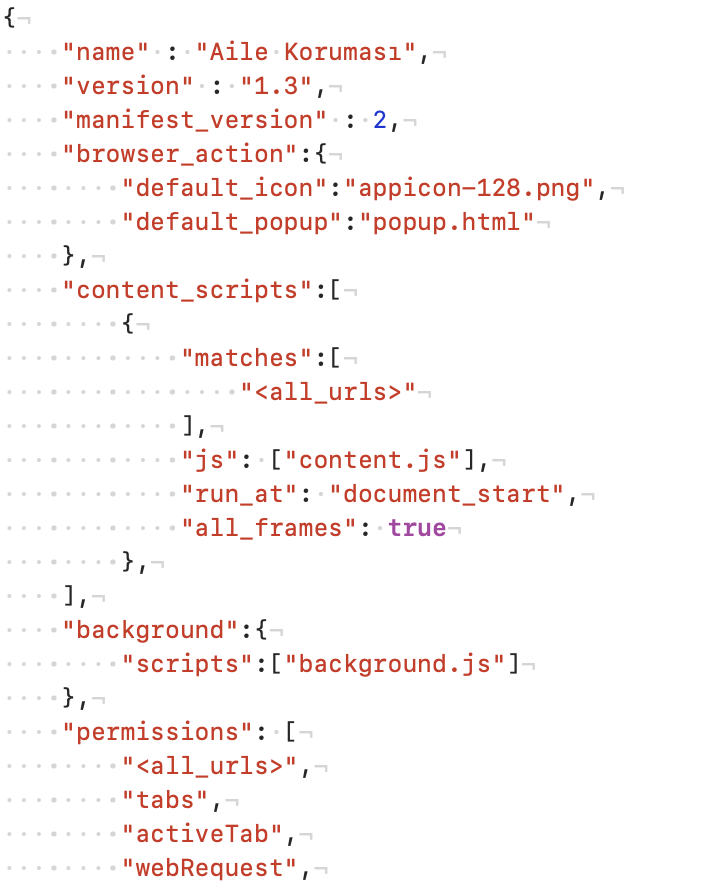 {
"name" : "Aile Koruması",
"version" : "1.3",
"manifest_version" : 2,
"browser_action":{
"default_icon":"appicon-128.png",
"default_popup":"popup.html"
},
"content_scripts":[
{
"matches":[
"<all_urls>"
],
"js": ["content.js"],
"run_at": "document_start",
"all_frames": true
},
],
"background":{
"scripts":["background.js"]
},
"permissions": [
"<all_urls>",
"tabs",
"activeTab",
"webRequest",